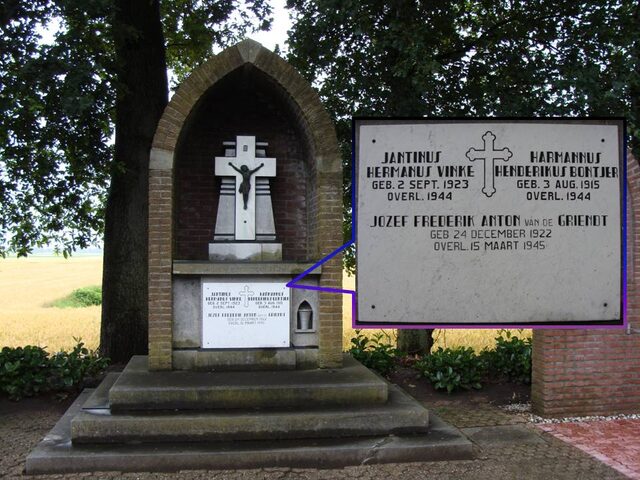 JANTINUS
HERMANUS VINKE
GEB. 2 SEPT. 1923
OVERL. 1944
HARMANNUS
HENDERIKUS BONTJER
GEB. 3 AUG. 1915
OVERL. 1944
JOZEF FREDERIK ANTON VAN DE GRIENDT
GEB 24 DECEMBER 1922
OVERL. 15 MAART 1945